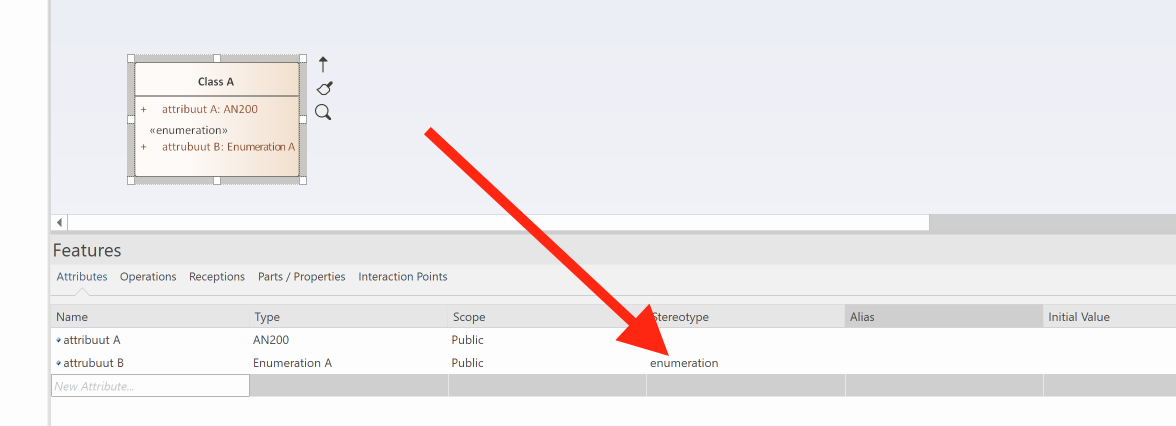 Class A
+ attribuut A: AN200
«enumeration»
+ attrubuut B: Enumeration A
Features
Attributes Operations Receptions Parts / Properties Interaction Points
Name Type Scope Stereotype Alias Initial Value
attribuut A AN200 Public
attrubuut B Enumeration A Public enumeration
New Attribute...